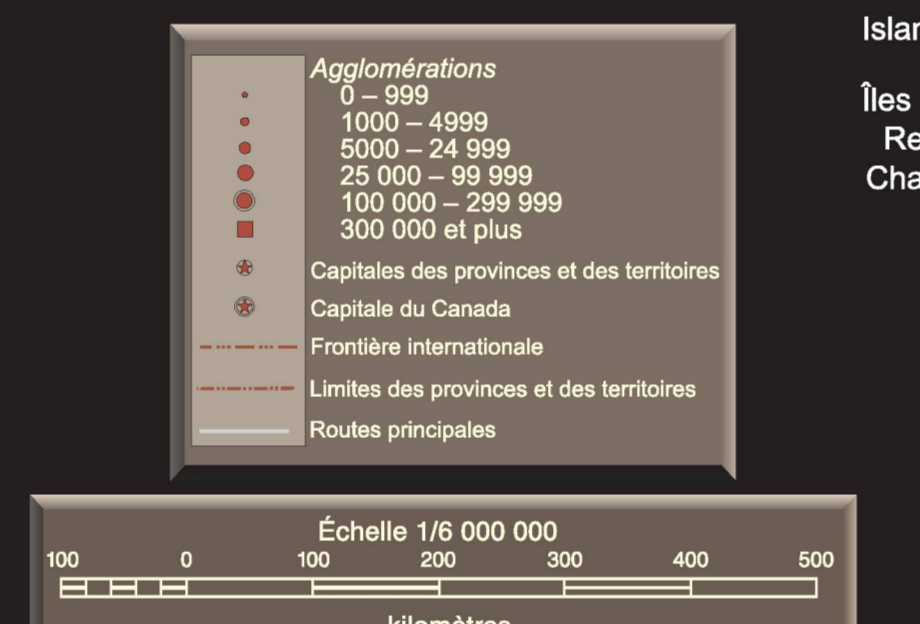 Agglomérations
0 – 999
1000 – 4999
5000 – 24 999
25 000 – 99 999
100 000 – 299 999
300 000 et plus
Capitales des provinces et des territoires
Capitale du Canada
Frontière internationale
Limites des provinces et des territoires
Routes principales
Échelle 1/6 000 000
100 0 100 200 300 400 500
kilomètres
Îles